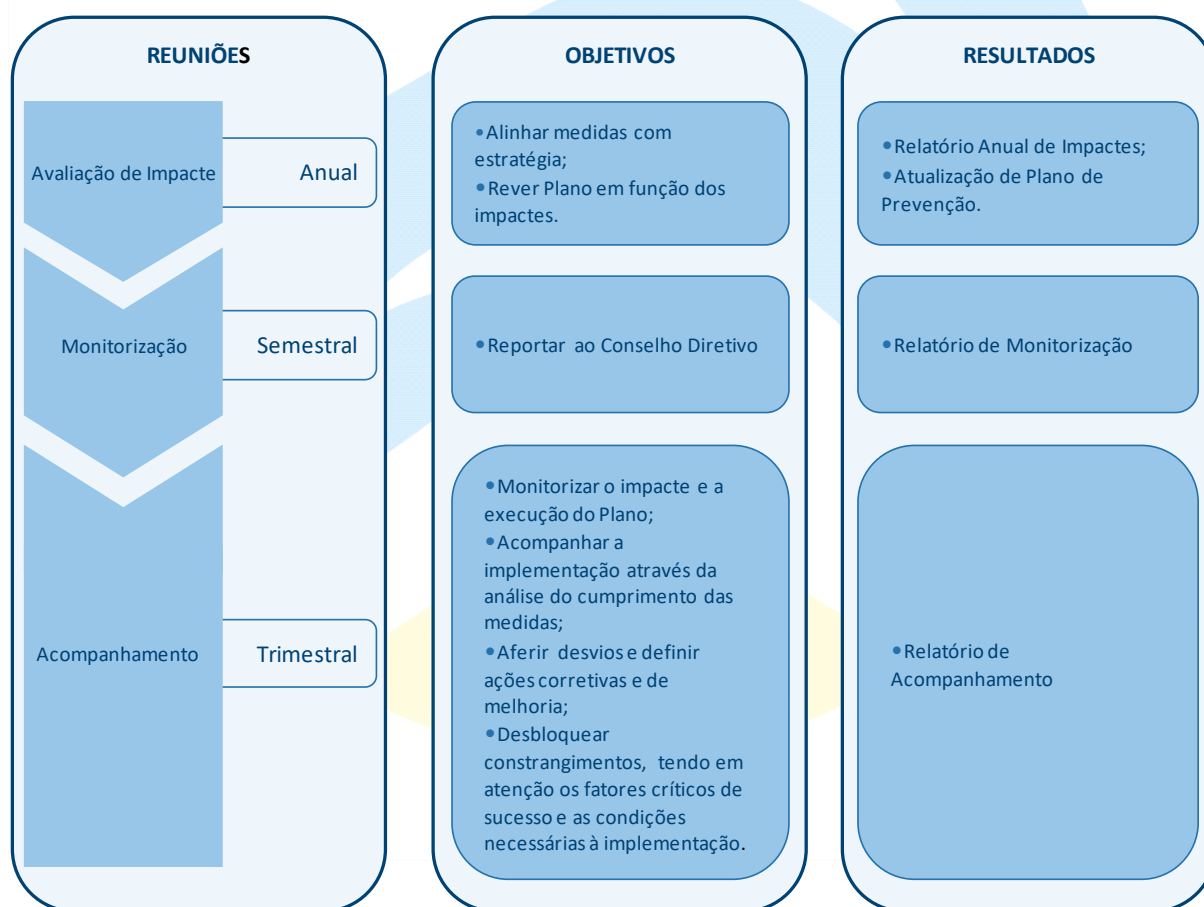 REUNIÕES
Avaliação de Impacte
Anual
Monitorização
Semestral
Acompanhamento
Trimestral
OBJETIVOS
•Alinhar medidas com
estratégia;
•Rever Plano em função dos
impactes.
•Reportar ao Conselho Diretivo
•Monitorizar o impacte e a
execução do Plano;
•Acompanhar a
implementação através da
análise do cumprimento das
medidas;
•Aferir desvios e definir
ações corretivas e de
melhoria;
•Desbloquear
constrangimentos, tendo em
atenção os fatores críticos de
sucesso e as condições
necessárias à implementação.
RESULTADOS
•Relatório Anual de Impactes;
•Atualização de Plano de
Prevenção.
•Relatório de Monitorização
•Relatório de
Acompanhamento